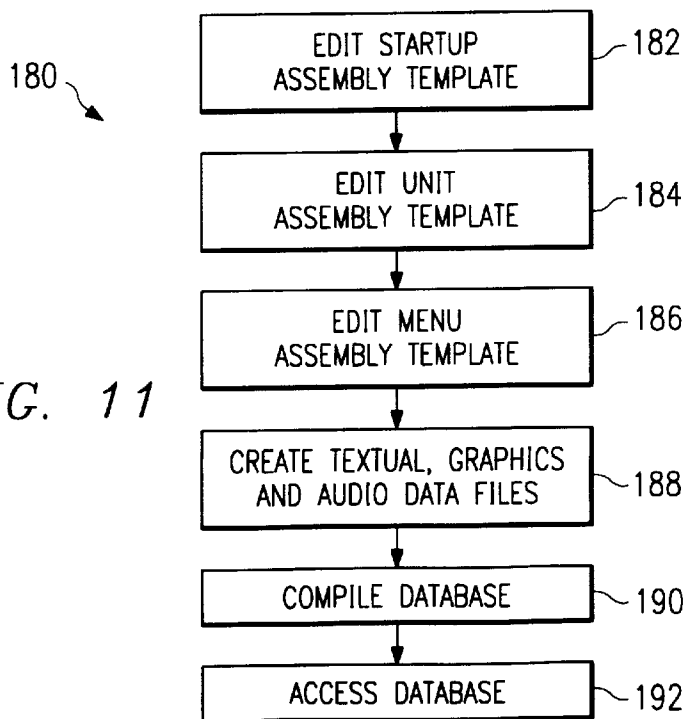 180
EDIT STARTUP
ASSEMBLY TEMPLATE
182
EDIT UNIT
ASSEMBLY TEMPLATE
184
EDIT MENU
ASSEMBLY TEMPLATE
186
G. 11
CREATE TEXTUAL, GRAPHICS
AND AUDIO DATA FILES
188
COMPILE DATABASE
190
ACCESS DATABASE
192